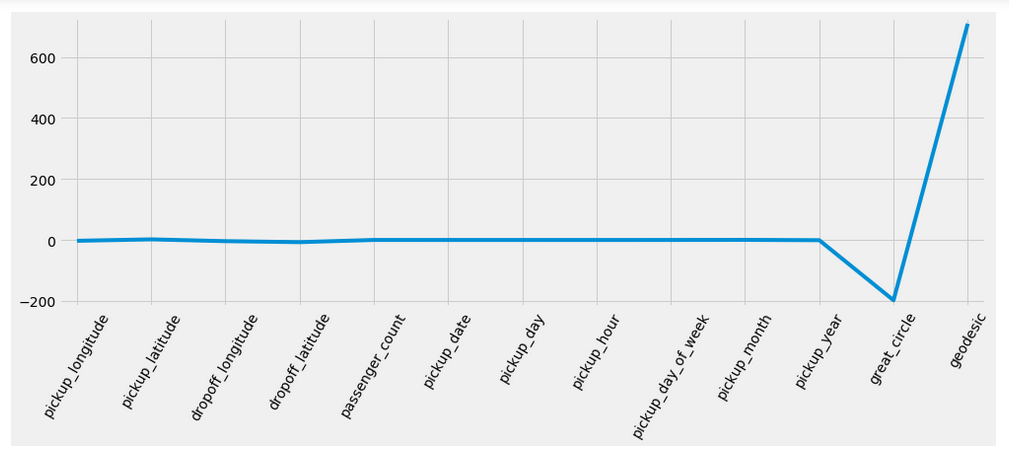 600
400
200
0
−200
pickup_longitude
pickup_latitude
dropoff_longitude
dropoff_latitude
passenger_count
pickup_date
pickup_day
pickup_hour
pickup_day_of_week
pickup_month
pickup_year
great_circle
geodesic